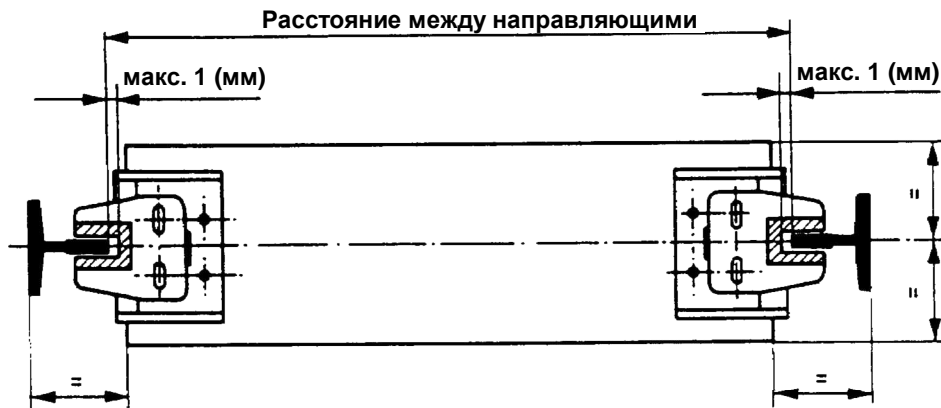 Расстояние между направляющими
макс. 1 (мм)
макс. 1 (мм)
=
=
=
=